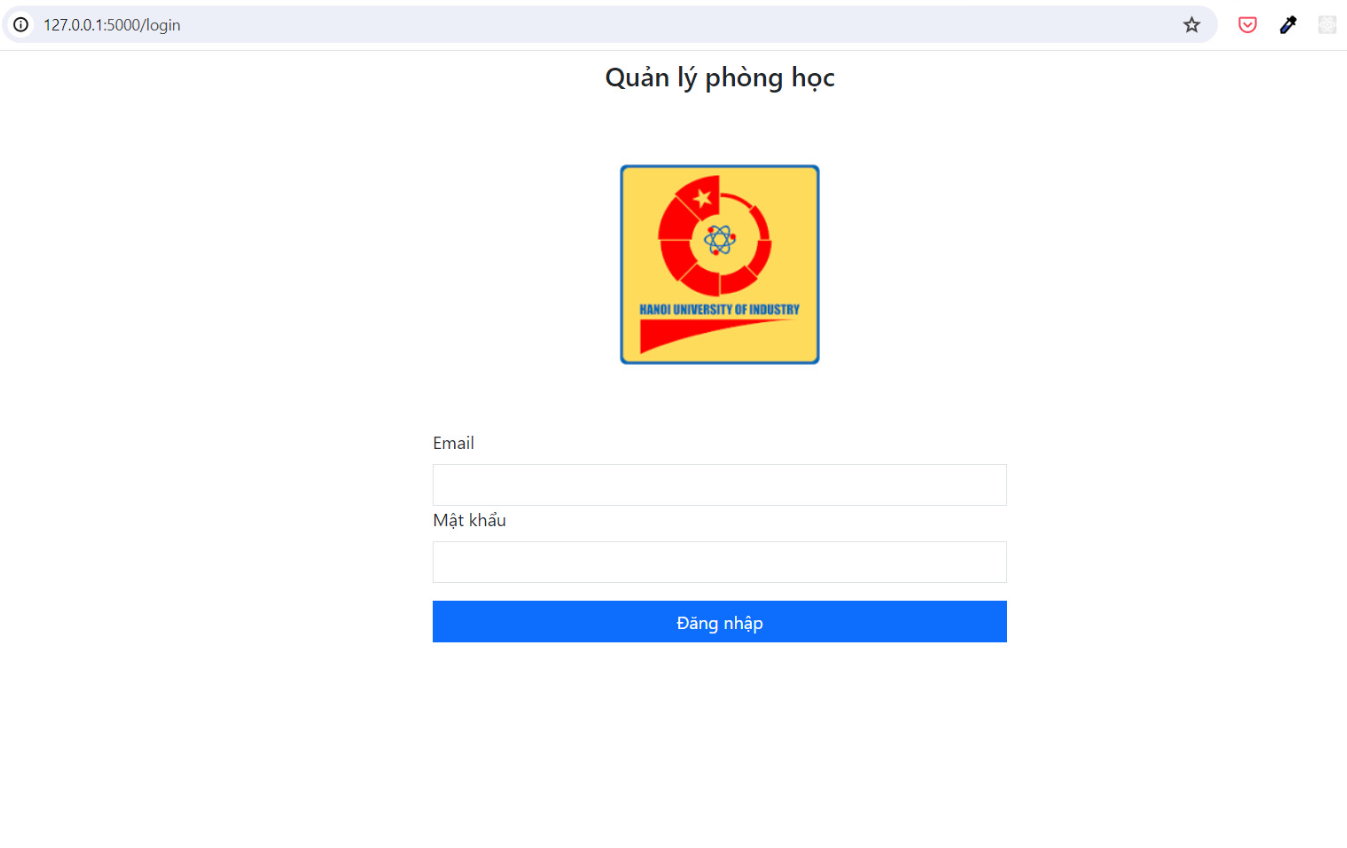 127.0.0.1:5000/login
Quản lý phòng học
HANOI UNIVERSITY OF INDUSTRY
Email
Mật khẩu
Đăng nhập